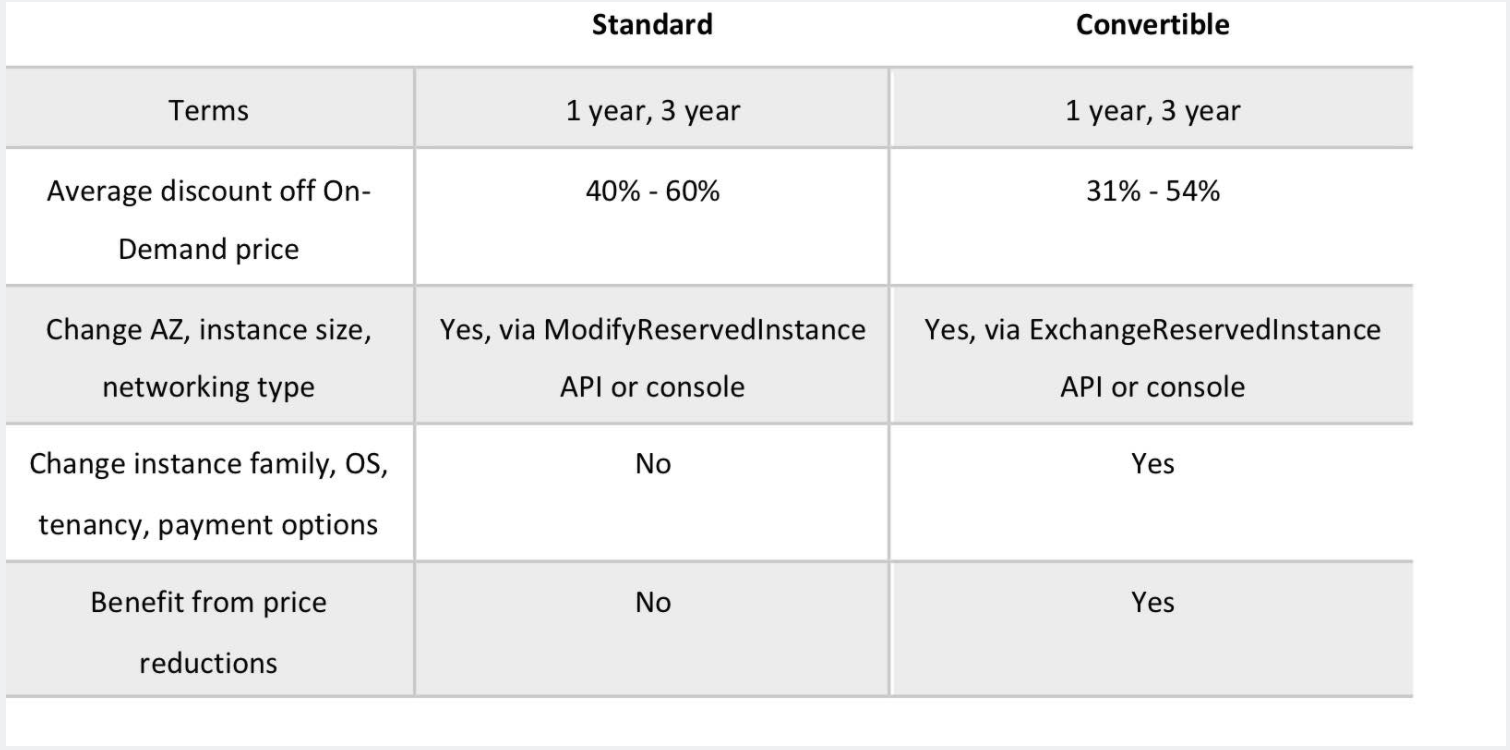 Standard Convertible
Terms 1 year, 3 year 1 year, 3 year
Average discount off On- 40% - 60% 31% - 54%
Demand price
Change AZ, instance size, Yes, via ModifyReservedInstance Yes, via ExchangeReservedInstance
networking type API or console API or console
Change instance family, OS, No Yes
tenancy, payment options
Benefit from price No Yes
reductions